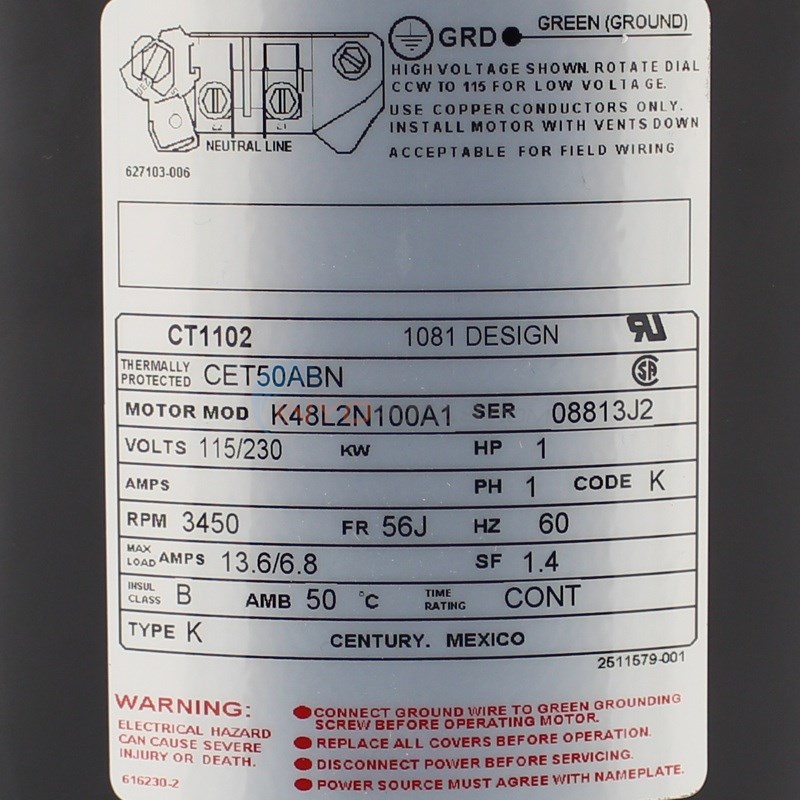 GRD GREEN (GROUND)
HIGH VOLTAGE SHOWN. ROTATE DIAL
CCW TO 115 FOR LOW VOLTAGE.
USE COPPER CONDUCTORS ONLY.
INSTALL MOTOR WITH VENTS DOWN
ACCEPTABLE FOR FIELD WIRING
NEUTRAL LINE
627103-006
CT1102 1081 DESIGN
THERMALLY
PROTECTED CET50ABN SA
MOTOR MOD K48L2N100A1 SER 08813J2
VOLTS 115/230 KW HP 1
AMPS PH 1 CODE K
RPM 3450 FR 56J HZ 60
MAX
LOAD AMPS 13.6/6.8 SF 1.4
INSUL
CLASS B AMB 50 °C TIME
RATING CONT
TYPE K CENTURY. MEXICO
2511579-001
WARNING:
ELECTRICAL HAZARD
CAN CAUSE SEVERE
INJURY OR DEATH.
616230-2
CONNECT GROUND WIRE TO GREEN GROUNDING
SCREW BEFORE OPERATING MOTOR.
REPLACE ALL COVERS BEFORE OPERATION.
DISCONNECT POWER BEFORE SERVICING.
POWER SOURCE MUST AGREE WITH NAMEPLATE.